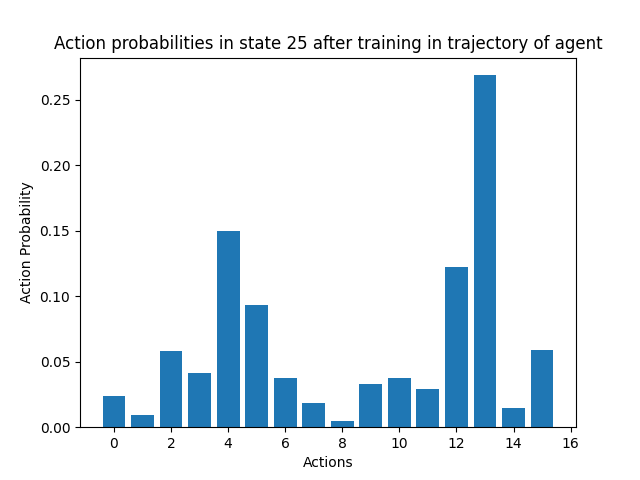 Action probabilities in state 25 after training in trajectory of agent
Action Probability
0.25
0.20
0.15
0.10
0.05
0.00
0 2 4 6 8 10 12 14 16
Actions